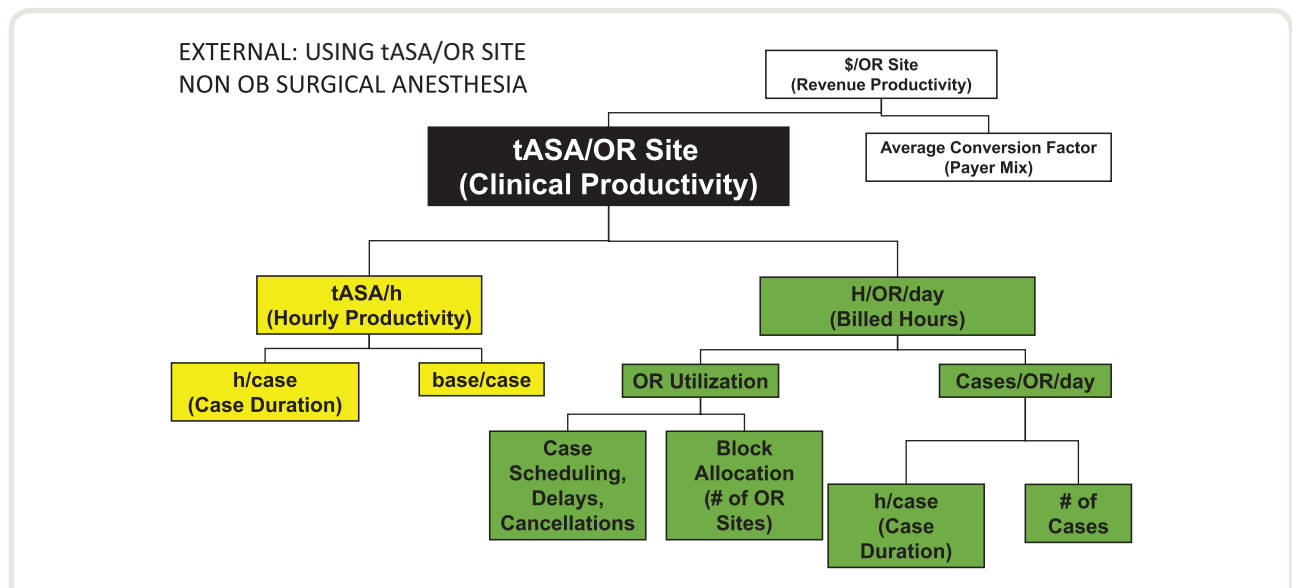 EXTERNAL: USING tASA/OR SITE
NON OB SURGICAL ANESTHESIA
$/OR Site
(Revenue Productivity)
tASA/OR Site
(Clinical Productivity)
Average Conversion Factor
(Payer Mix)
tASA/h
(Hourly Productivity)
H/OR/day
(Billed Hours)
h/case
(Case Duration)
base/case
OR Utilization
Cases/OR/day
Case
Scheduling,
Delays,
Cancellations
Block
Allocation
(# of OR
Sites)
h/case
(Case
Duration)
# of
Cases